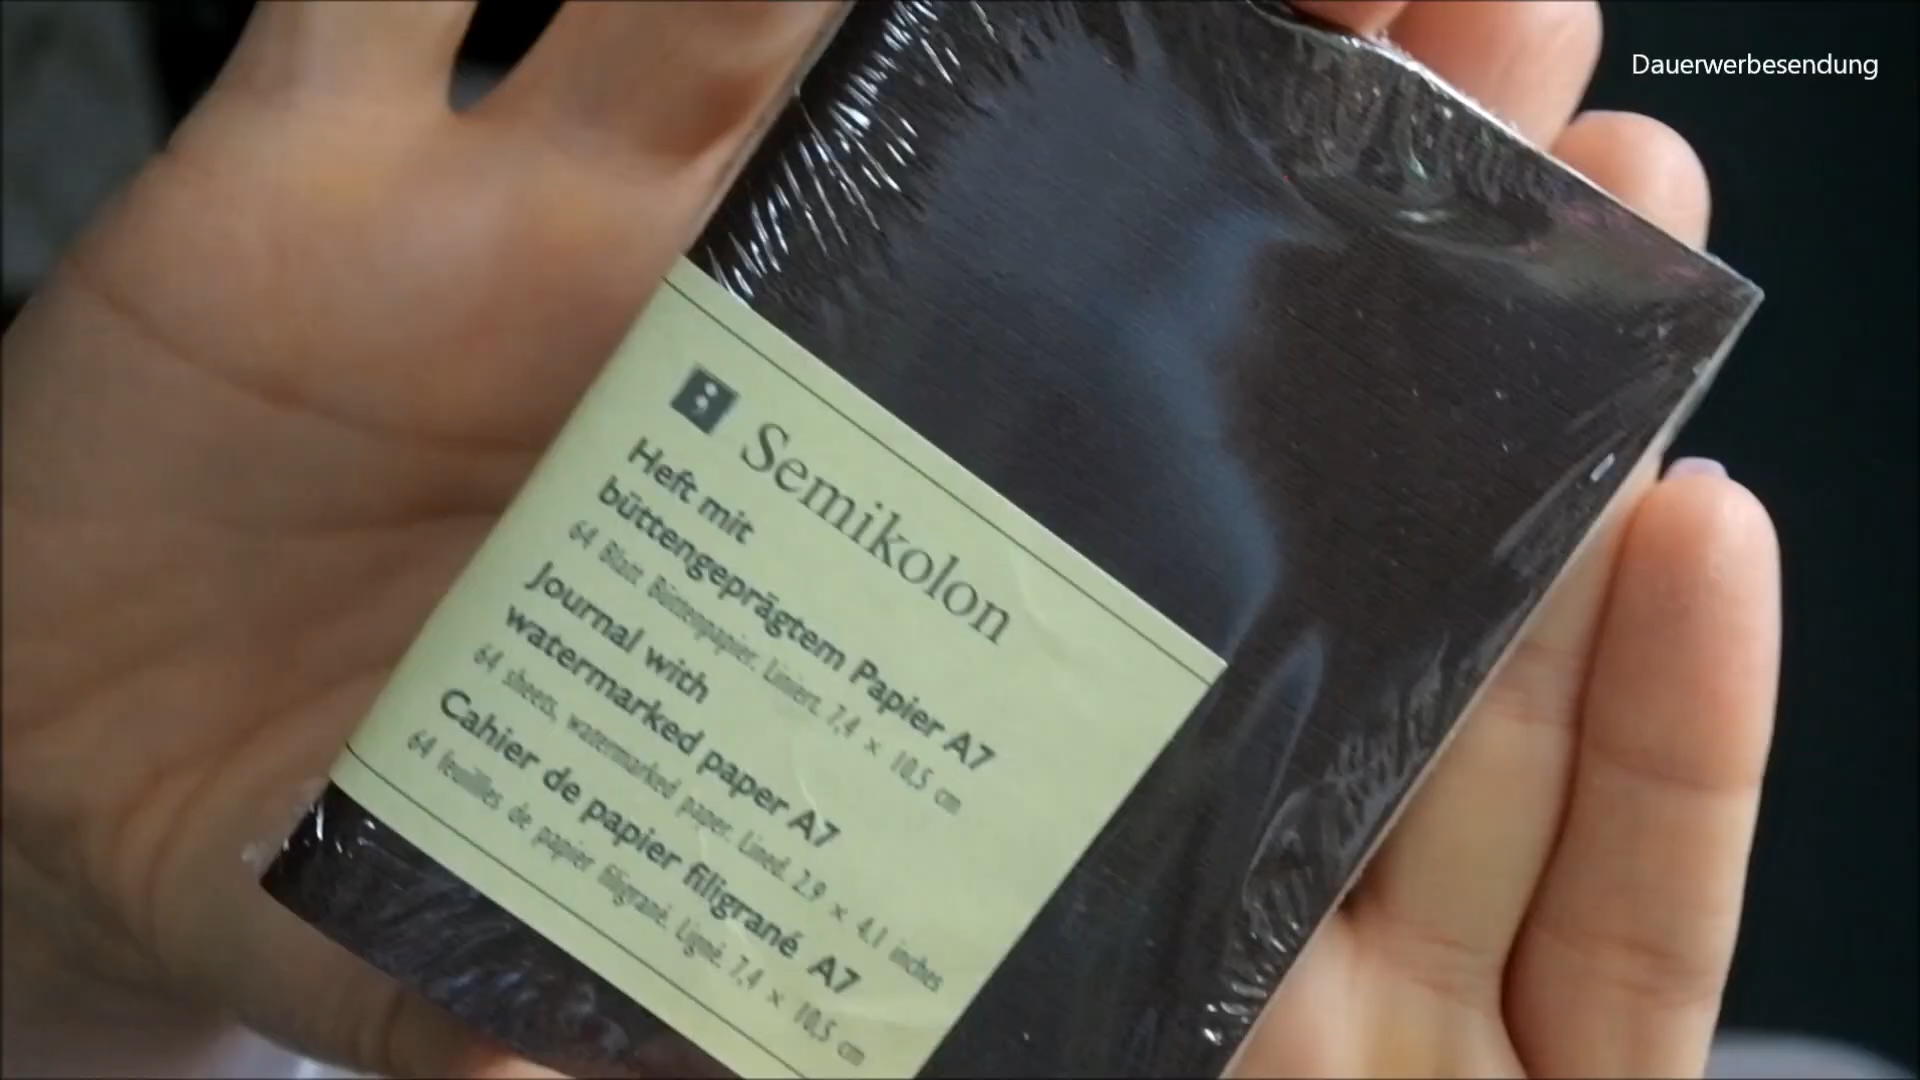 Dauerwerbesendung
Semikolon
Heft mit
büttengeprägtem Papier A7
64 Blatt Büttenpapier. Liniert. 7,4 × 10,5 cm
Journal with
watermarked paper A7
64 sheets, watermarked paper. Lined. 2.9 × 4.1 inches
Cahier de papier filigrané A7
64 feuilles de papier filigrané. Ligné. 7,4 × 10,5 cm